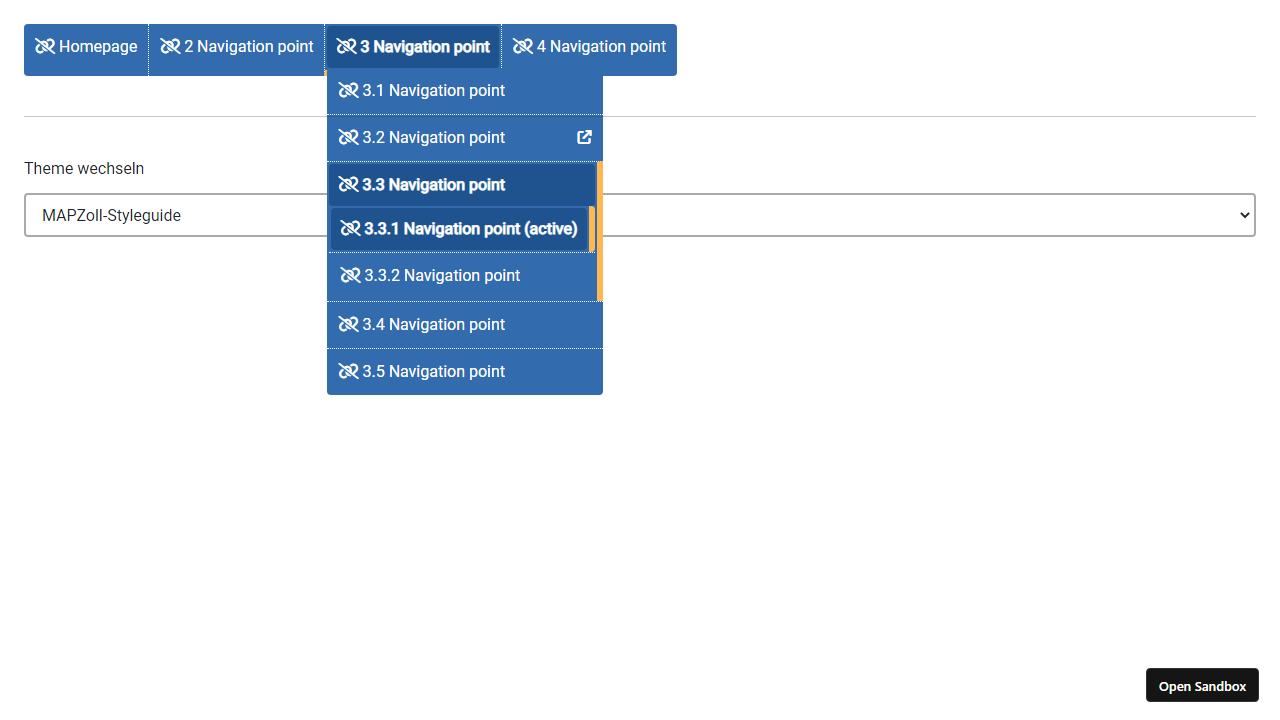 Homepage 2 Navigation point 3 Navigation point 4 Navigation point
3.1 Navigation point
3.2 Navigation point
Theme wechseln
3.3 Navigation point
MAPZoll-Styleguide
3.3.1 Navigation point (active)
3.3.2 Navigation point
3.4 Navigation point
3.5 Navigation point
Open Sandbox